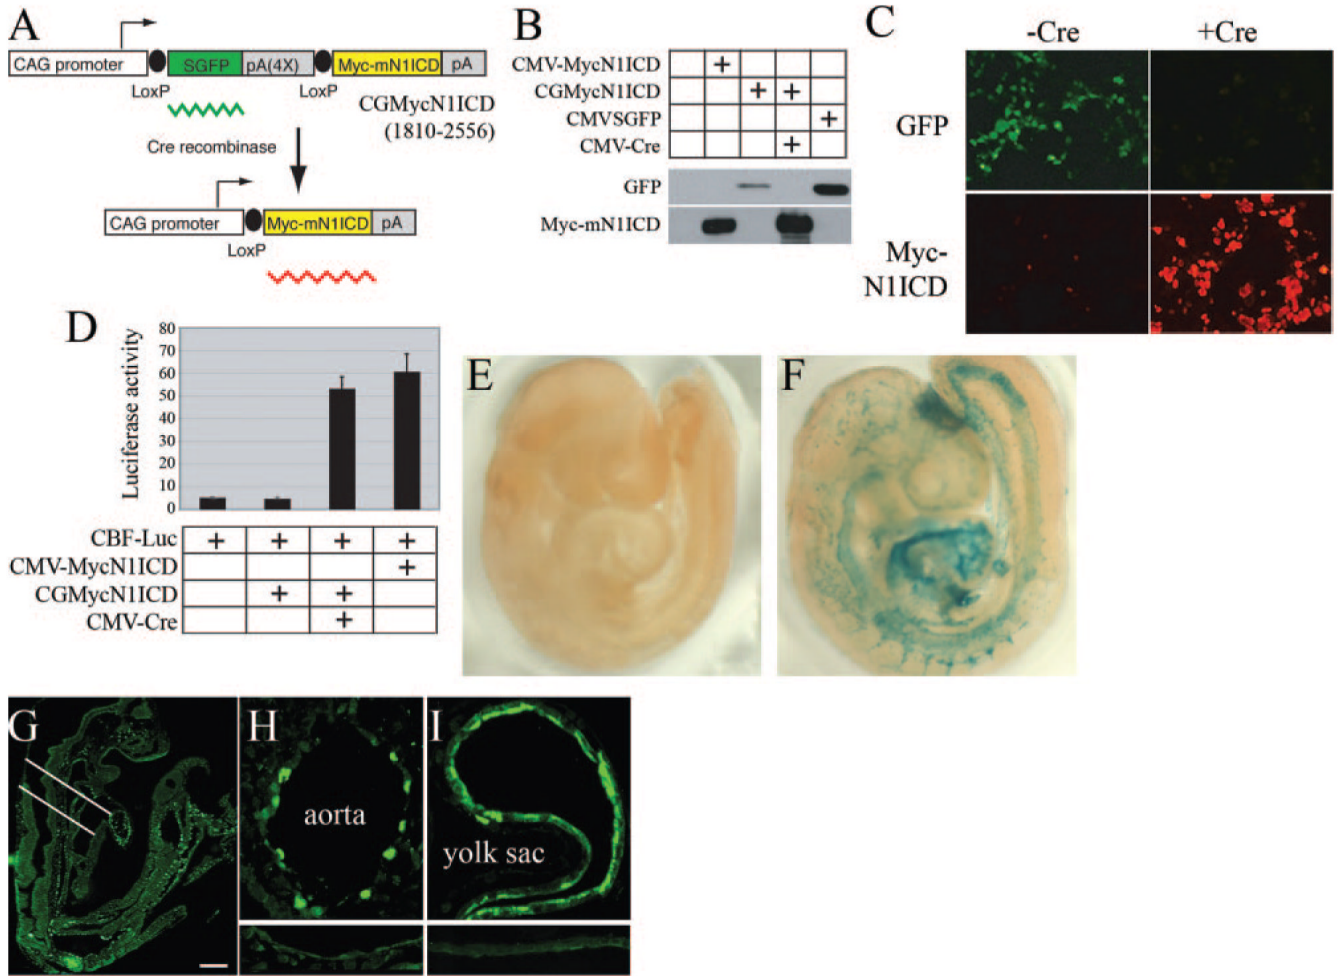 A
CAG promoter
SGFP
pA(4X)
Myc-mN1ICD
pA
LoxP
LoxP
CGMycN1ICD
(1810-2556)
Cre recombinase
CAG promoter
Myc-mN1ICD
pA
LoxP
B
CMV-MycN1ICD +
CGMycN1ICD + +
CMVSGFP +
CMV-Cre +
GFP
Myc-mN1ICD
C
-Cre +Cre
GFP
Myc-
N1ICD
D
Luciferase activity
80
70
60
50
40
30
20
10
0
CBF-Luc + + + +
CMV-MycN1ICD +
CGMycN1ICD + +
CMV-Cre +
E
F
G
H
aorta
I
yolk sac